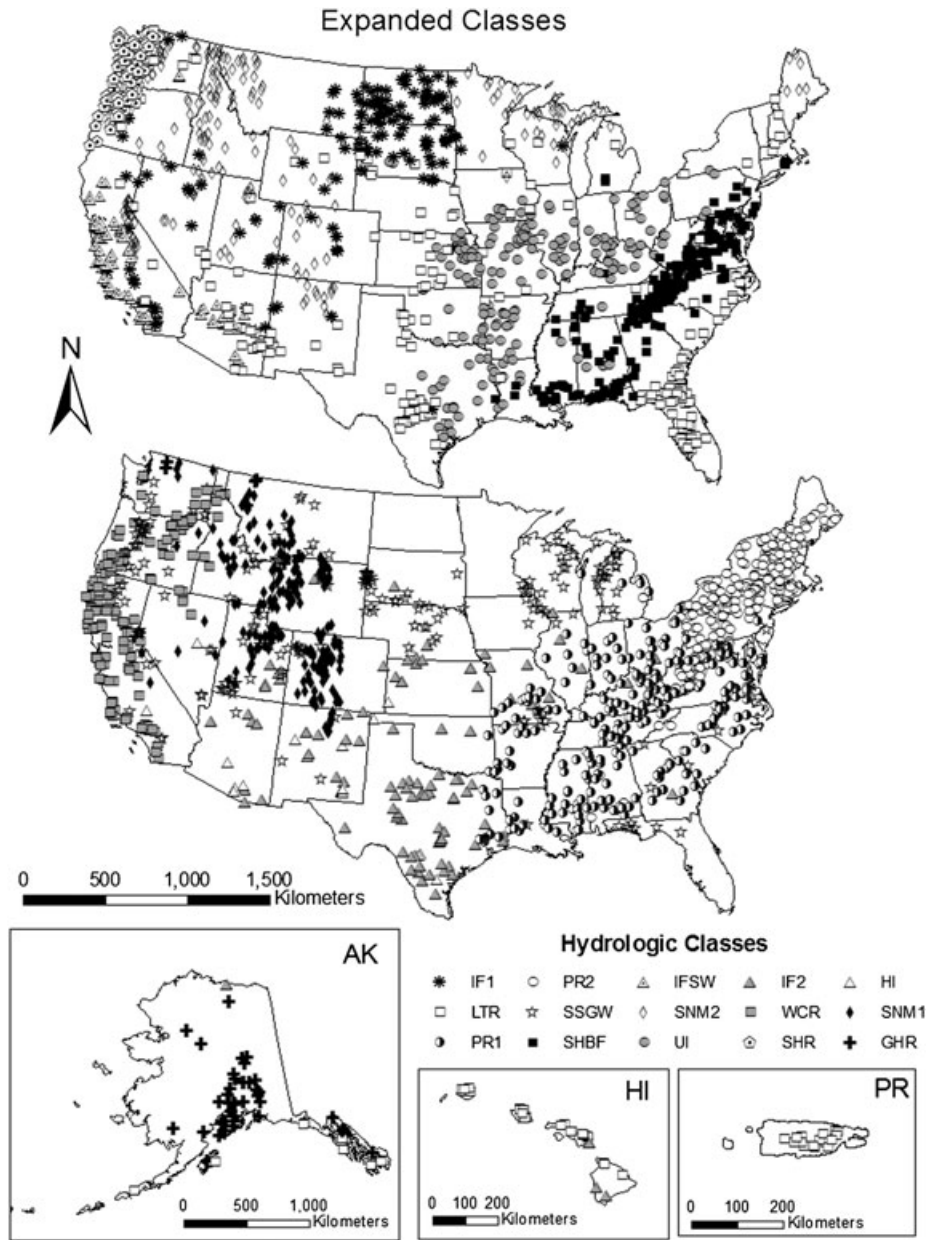 Expanded Classes
N
0 500 1,000 1,500
Kilometers
AK
0 500 1,000
Kilometers
Hydrologic Classes
IF1 PR2 IFSW IF2 HI
LTR SSGW SNM2 WCR SNM1
PR1 SHBF UI SHR GHR
HI
0 100 200
Kilometers
PR
0 100 200
Kilometers